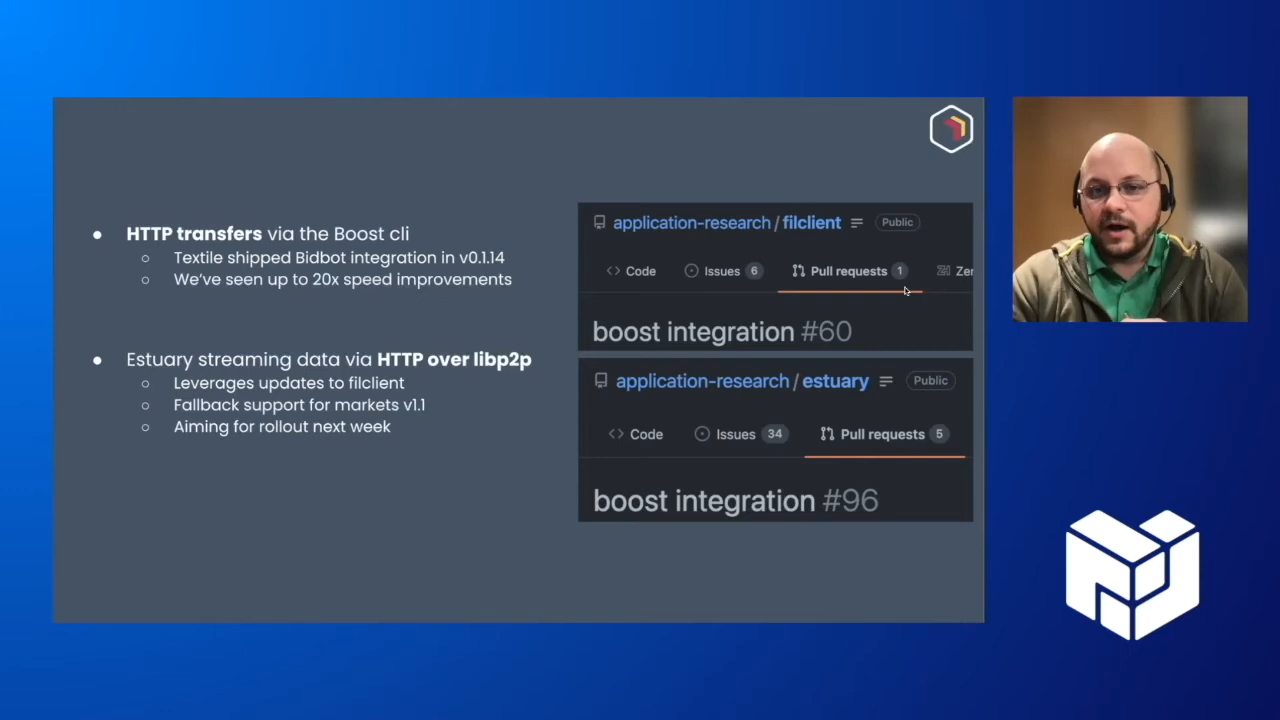 HTTP transfers via the Boost cli
Textile shipped Bidbot integration in v0.1.14
We've seen up to 20x speed improvements
Estuary streaming data via HTTP over libp2p
Leverages updates to filclient
Fallback support for markets v1.1
Aiming for rollout next week
application-research / filclient Public
Code Issues 6 Pull requests 1 Zen
boost integration #60
application-research / estuary Public
Code Issues 34 Pull requests 5
boost integration #96